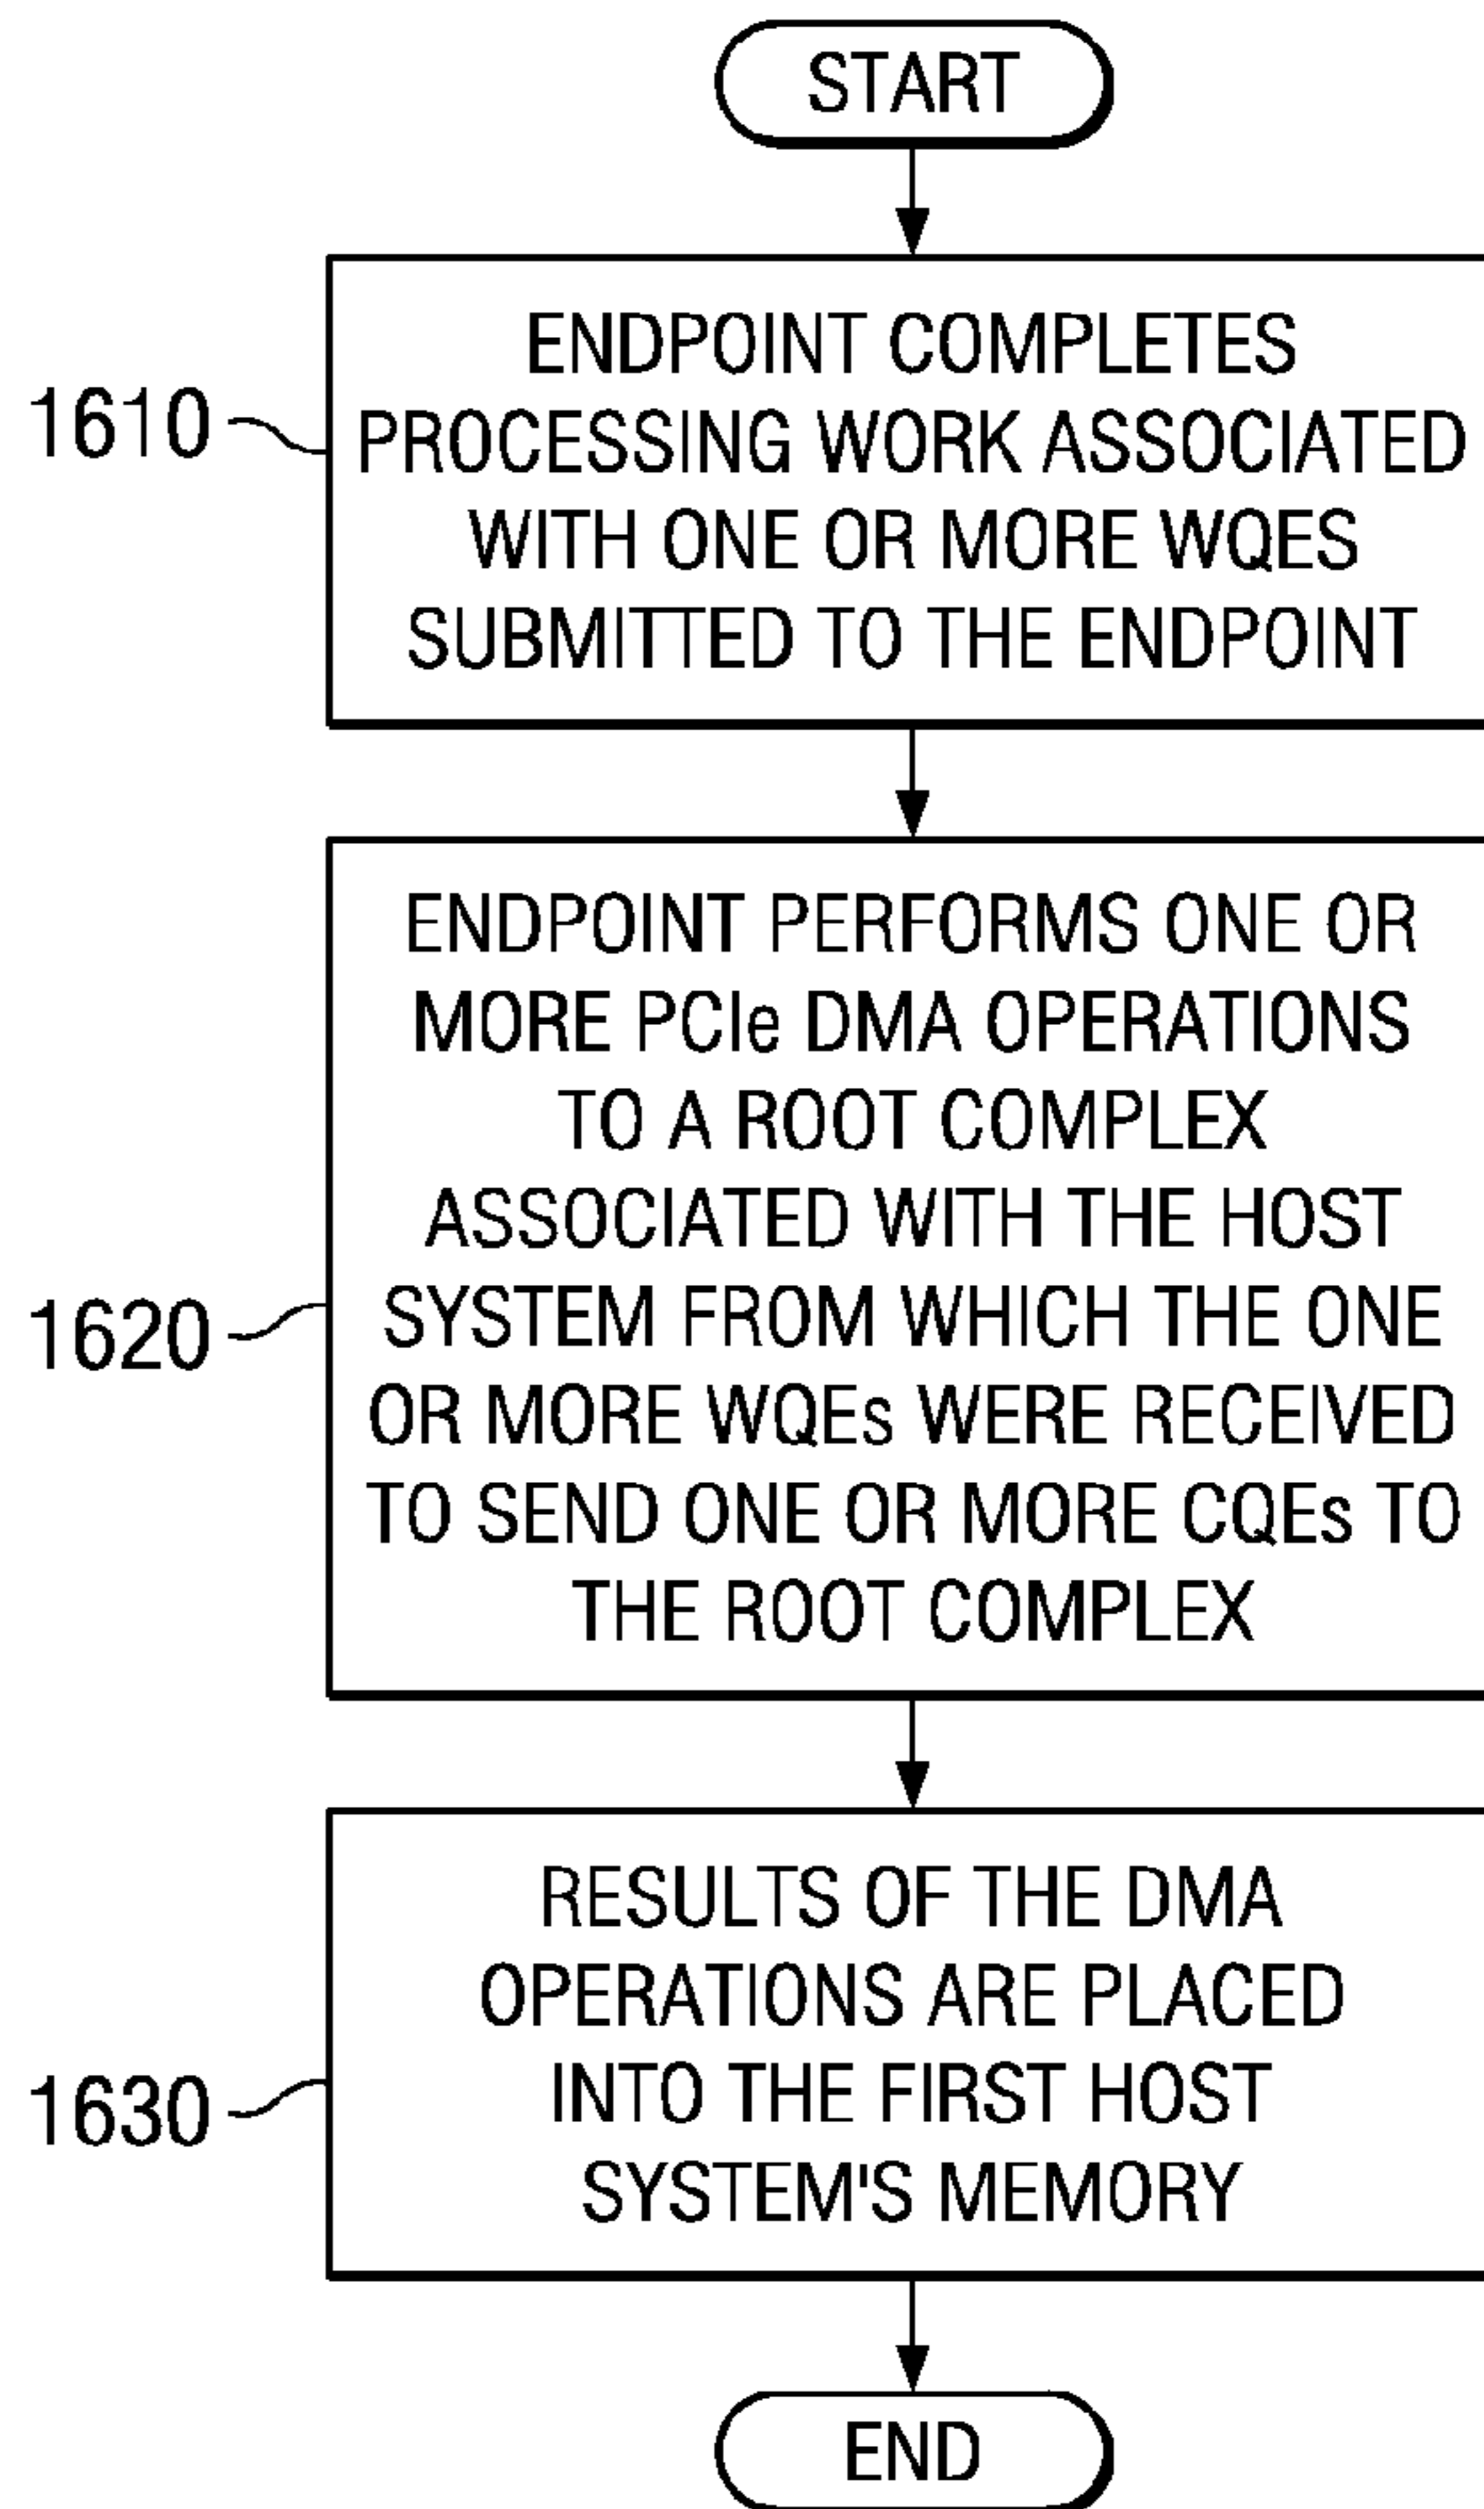 START
1610
ENDPOINT COMPLETES
PROCESSING WORK ASSOCIATED
WITH ONE OR MORE WQES
SUBMITTED TO THE ENDPOINT
1620
ENDPOINT PERFORMS ONE OR
MORE PCIe DMA OPERATIONS
TO A ROOT COMPLEX
ASSOCIATED WITH THE HOST
SYSTEM FROM WHICH THE ONE
OR MORE WQEs WERE RECEIVED
TO SEND ONE OR MORE CQEs TO
THE ROOT COMPLEX
1630
RESULTS OF THE DMA
OPERATIONS ARE PLACED
INTO THE FIRST HOST
SYSTEM'S MEMORY
END